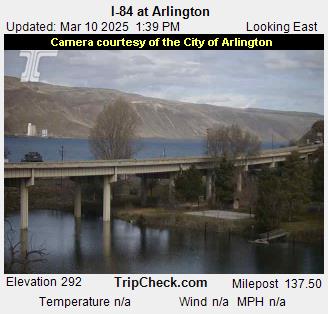 I-84 at Arlington
Updated: Mar 10 2025 1:39 PM Looking East
Camera courtesy of the City of Arlington
Elevation 292 TripCheck.com Milepost 137.50
Temperature n/a Wind n/a MPH n/a